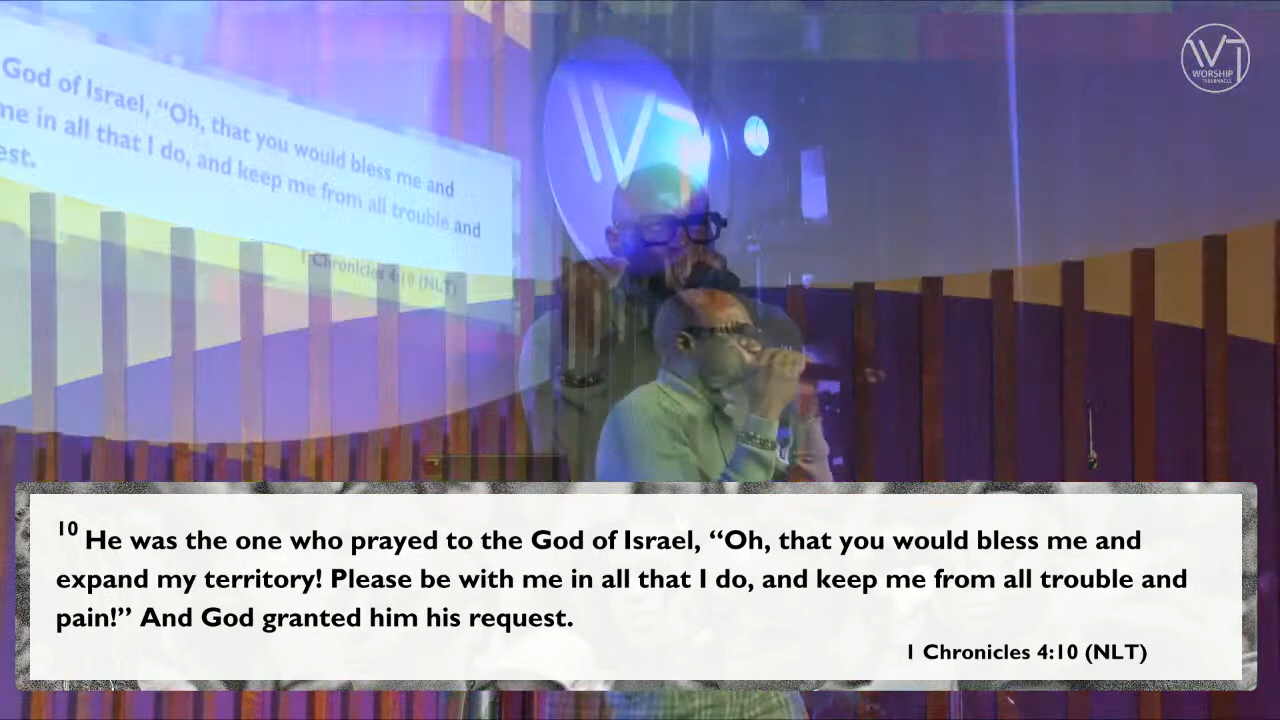 WT
WORSHIP
TABERNACLE
God of Israel, “Oh, that you would bless me and
me in all that I do, and keep me from all trouble and
est.
1 Chronicles 4:10 (NLT)
W
10 He was the one who prayed to the God of Israel, “Oh, that you would bless me and
expand my territory! Please be with me in all that I do, and keep me from all trouble and
pain!” And God granted him his request.
1 Chronicles 4:10 (NLT)